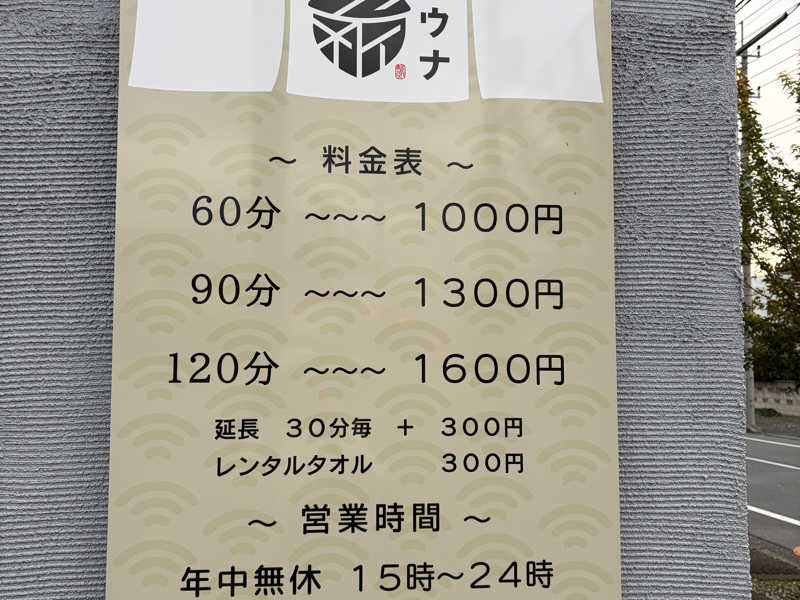 ウナ
～ 料金表 ～
60分 ～～～ 1000円
90分 ～～～ 1300円
120分 ～～～ 1600円
延長 30分毎 ＋ 300円
レンタルタオル 300円
～ 営業時間 ～
年中無休 15時～24時